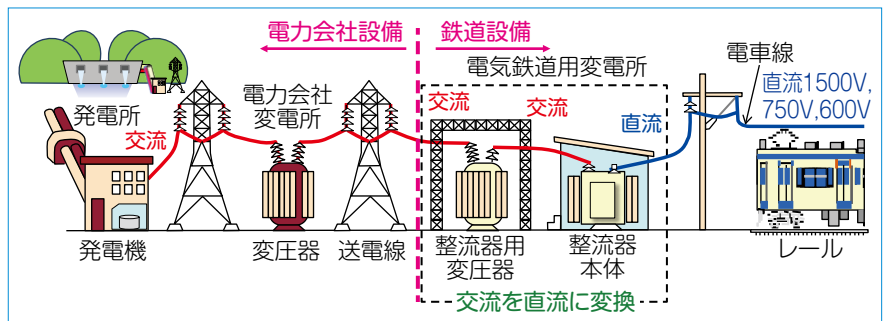 電力会社設備
鉄道設備
電気鉄道用変電所
電車線
直流1500V,
750V,600V
発電所
電力会社
変電所
交流
交流
交流
直流
発電機
変圧器
送電線
整流器用
変圧器
整流器
本体
レール
交流を直流に変換